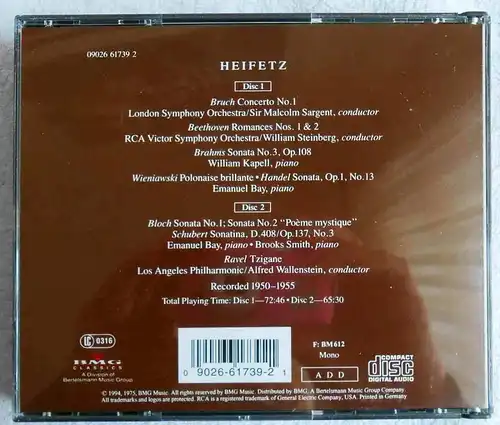 09026 61739 2
HEIFETZ
Disc 1
Bruch Concerto No.1
London Symphony Orchestra/Sir Malcolm Sargent, conductor
Beethoven Romances Nos. 1 & 2
RCA Victor Symphony Orchestra/William Steinberg, conductor
Brahms Sonata No.3, Op.108
William Kapell, piano
Wieniawski Polonaise brillante • Handel Sonata, Op.1, No.13
Emanuel Bay, piano
Disc 2
Bloch Sonata No.1; Sonata No.2 "Poème mystique"
Schubert Sonatina, D.408/Op.137, No.3
Emanuel Bay, piano • Brooks Smith, piano
Ravel Tzigane
Los Angeles Philharmonic/Alfred Wallenstein, conductor
Recorded 1950–1955
Total Playing Time: Disc 1—72:46 • Disc 2—65:30
LC 0316
BMG
CLASSICS
A Division of
Bertelsmann Music Group
0 9026-61739-2 1
F: BM 612
Mono
ADD
COMPACT
disc
DIGITAL AUDIO
© 1994, 1975, BMG Music. All rights reserved by BMG Music. Distributed by BMG. A Bertelsmann Music Group Company.
All trademarks and logos are protected. RCA is a registered trademark of General Electric Company, USA. Printed in Germany